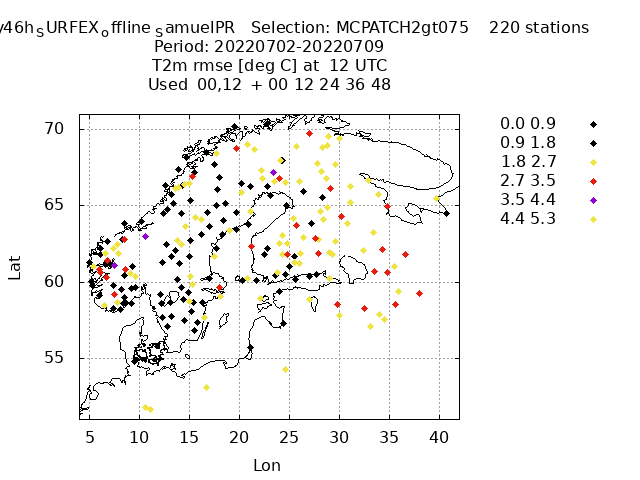 y46h_SURFEX_offline_SamuelPR Selection: MCPATCH2gt075 220 stations
Period: 20220702-20220709
T2m rmse [deg C] at 12 UTC
Used 00,12 + 00 12 24 36 48
0.0 0.9
0.9 1.8
1.8 2.7
2.7 3.5
3.5 4.4
4.4 5.3
70
65
60
55
Lat
5 10 15 20 25 30 35 40
Lon